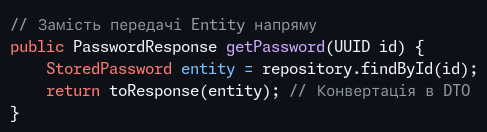 // Замість передачі Entity напряму
public PasswordResponse getPassword(UUID id) {
    StoredPassword entity = repository.findById(id);
    return toResponse(entity); // Конвертація в DTO
}